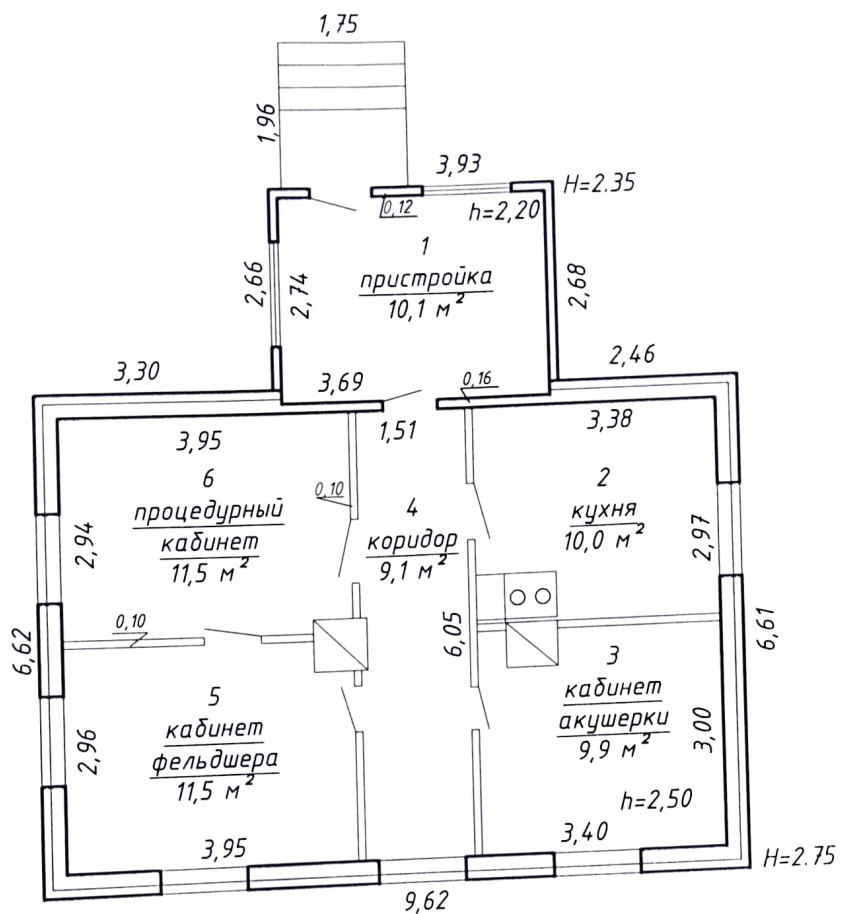 1,75
1,96
3,93
H=2.35
0,12
h=2,20
1
пристройка
10,1 м²
2,66
2,74
2,68
3,30
3,69
0,16
2,46
3,95
1,51
3,38
6
процедурный
кабинет
11,5 м²
0,10
4
коридор
9,1 м²
2
кухня
10,0 м²
2,94
2,97
0,10
6,62
6,05
6,61
5
кабинет
фельдшера
11,5 м²
3
кабинет
акушерки
9,9 м²
2,96
3,00
h=2,50
3,95
3,40
H=2.75
9,62